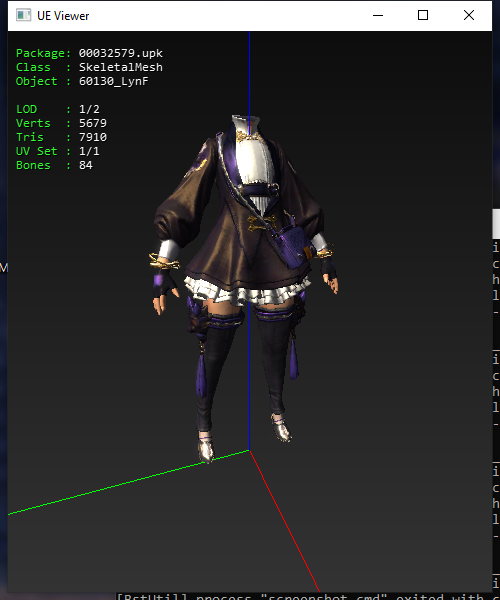 UE Viewer
Package: 00032579.upk
Class  : SkeletalMesh
Object : 60130_LynF
LOD    : 1/2
Verts  : 5679
Tris   : 7910
UV Set : 1/1
Bones  : 84
M
i
c
h
l
-
i
c
h
l
-
i
c
h
l
-
i
[BstUtil] process "screenshot.cmd" exited with c